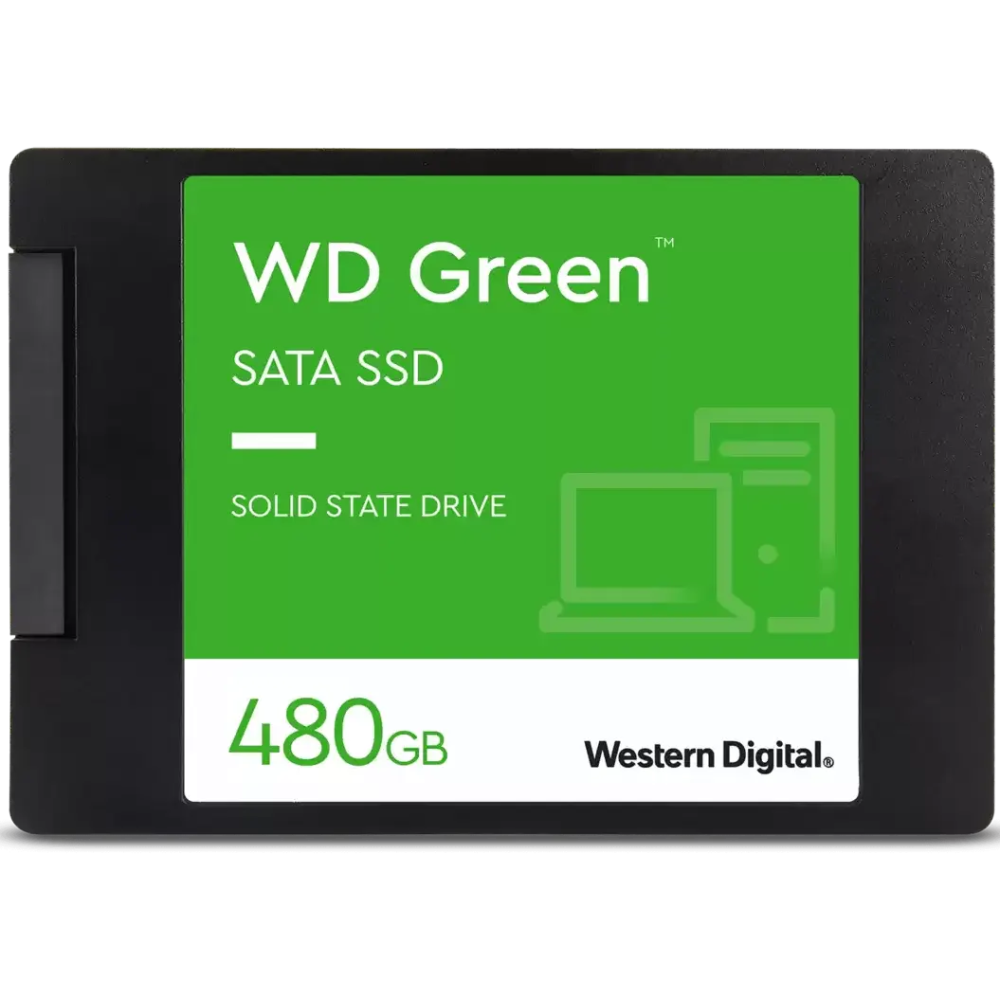 WD Green™
SATA SSD
SOLID STATE DRIVE
480GB
Western Digital®